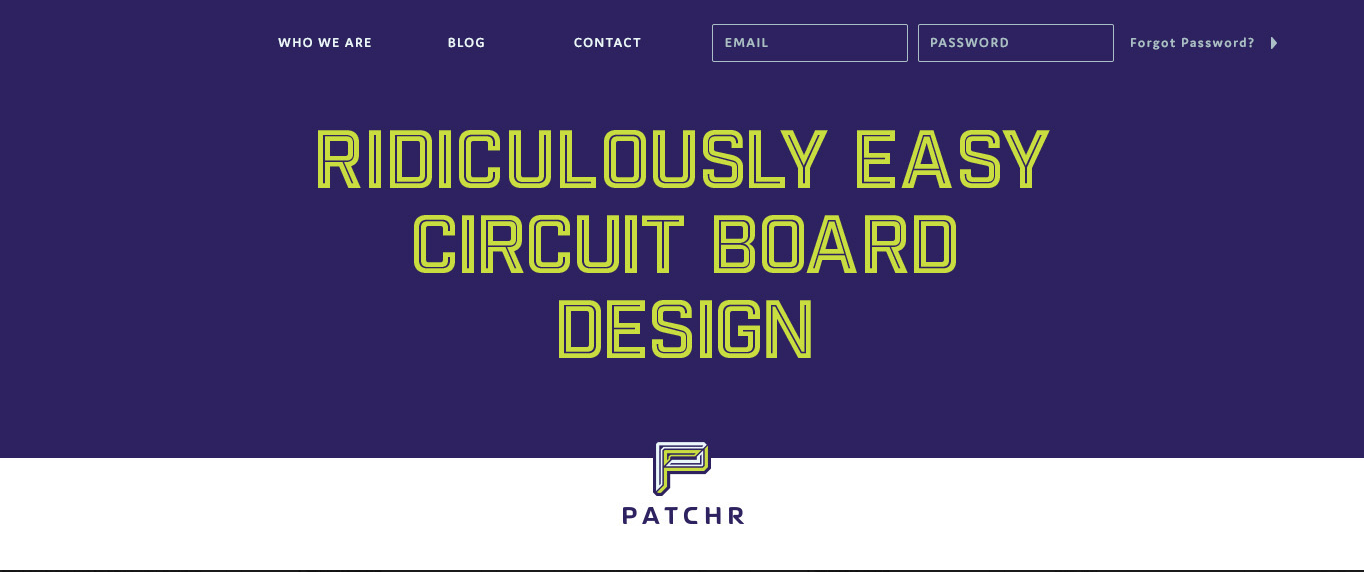 WHO WE ARE BLOG CONTACT EMAIL PASSWORD Forgot Password?
RIDICULOUSLY EASY
CIRCUIT BOARD
DESIGN
PATCHR